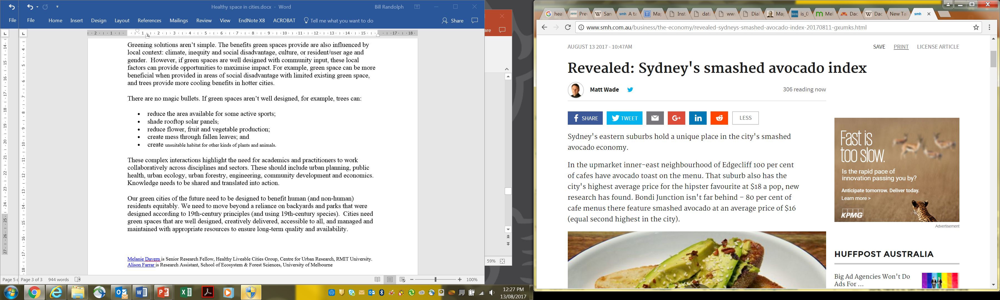 Healthy space in cities.docx - Word
Bill Randolph
File
File
Home
Insert
Design
Layout
References
Mailings
Review
View
EndNote X8
ACROBAT
Tell me what you want to do
Share
Greening solutions aren’t simple. The benefits green spaces provide are also influenced by
local context: climate, inequity and social disadvantage, culture, or resident/user age and
gender.  However, if green spaces are well designed with community input, these local
factors can provide opportunities to maximise impact. For example, green space can be more
beneficial when provided in areas of social disadvantage with limited existing green space,
and trees provide more cooling benefits in hotter cities.
There are no magic bullets. If green spaces aren’t well designed, for example, trees can:
• reduce the area available for some active sports;
• shade rooftop solar panels;
• reduce flower, fruit and vegetable production;
• create mess through fallen leaves; and
• create unsuitable habitat for other kinds of plants and animals.
These complex interactions highlight the need for academics and practitioners to work
collaboratively across disciplines and sectors. These should include urban planning, public
health, urban ecology, urban forestry, engineering, community development and economics.
Knowledge needs to be shared and translated into action.
Our green cities of the future need to be designed to benefit human (and non-human)
residents equitably. We need to move beyond a reliance on backyards and parks that were
designed according to 19th-century principles (and using 19th-century species).  Cities need
green spaces that are well designed, creatively delivered, accessible to all, and managed and
maintained with appropriate resources to ensure long-term quality and availability.
Melanie Davern is Senior Research Fellow, Healthy Liveable Cities Group, Centre for Urban Research, RMIT University.
Alison Farrar is Research Assistant, School of Ecosystem & Forest Sciences, University of Melbourne
Page 5 c
Page 3 of 3
944 words
100%
are
59%
12:27 PM
13/08/2017
heal
Prev
San
smh A ta
Map
Inst
data
ww
Dial
Ma
bitre is_0
Mel
Dac
Dac
New Ta
smh
www.smh.com.au/business/the-economy/revealed-sydneys-smashed-avocado-index-20170811-gxumks.html
AUGUST 13 2017 - 10:47AM
SAVE
PRINT
LICENSE ARTICLE
Revealed: Sydney's smashed avocado index
Matt Wade
306 reading now
SHARE
TWEET
G+
in
LESS
Sydney's eastern suburbs hold a unique place in the city's smashed
avocado economy.
In the upmarket inner-east neighbourhood of Edgecliff 100 per cent
of cafes have avocado toast on the menu. That suburb also has the
city's highest average price for the hipster favourite at $18 a pop, new
research has found. Bondi Junction isn't far behind – 80 per cent of
cafe menus there feature smashed avocado at an average price of $16
(equal second highest in the city).
Fast is
too slow.
Is the rapid pace of
innovation passing you by?
Anticipate tomorrow. Deliver today.
Learn more >
KPMG
Advertisement
HUFFPOST AUSTRALIA
Big Ad Agencies Won't Do
Ads For ...